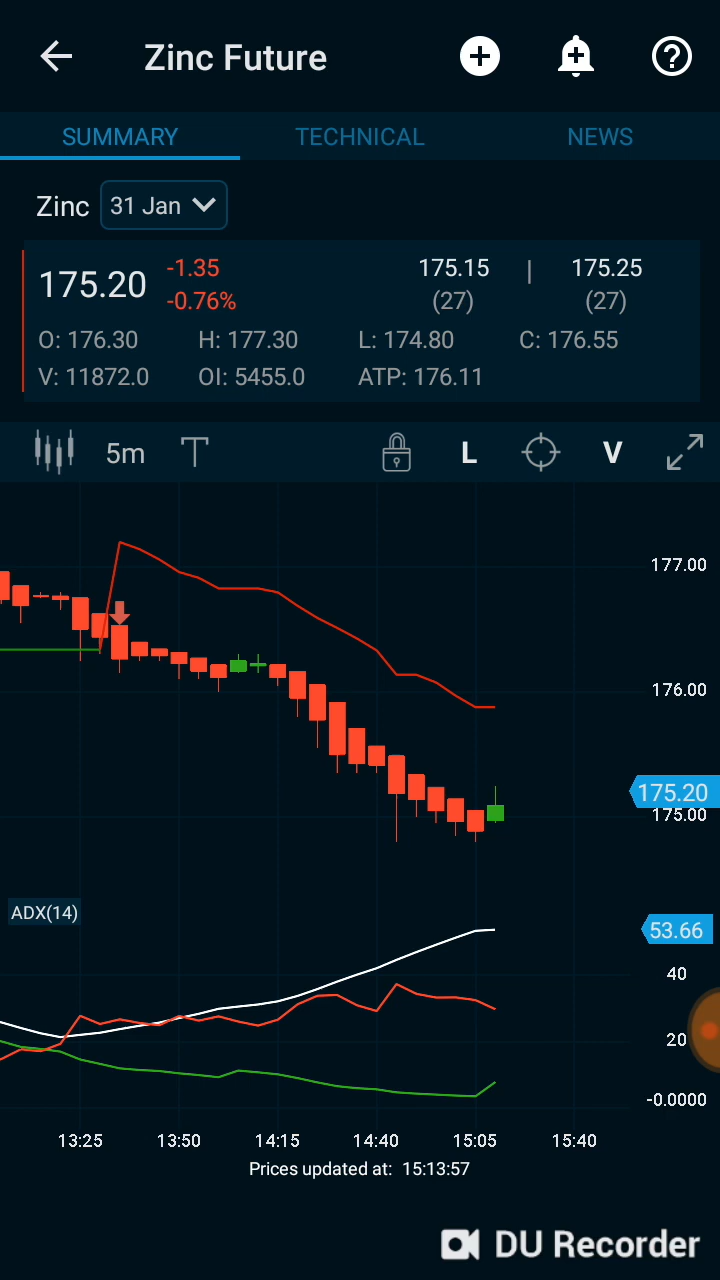 Zinc Future
SUMMARY TECHNICAL NEWS
Zinc 31 Jan
175.20 -1.35 -0.76% 175.15 (27) | 175.25 (27)
O: 176.30 H: 177.30 L: 174.80 C: 176.55
V: 11872.0 OI: 5455.0 ATP: 176.11
5m T L V
177.00
176.00
175.20
175.00
ADX(14)
53.66
40
20
-0.0000
13:25 13:50 14:15 14:40 15:05 15:40
Prices updated at: 15:13:57
DU Recorder